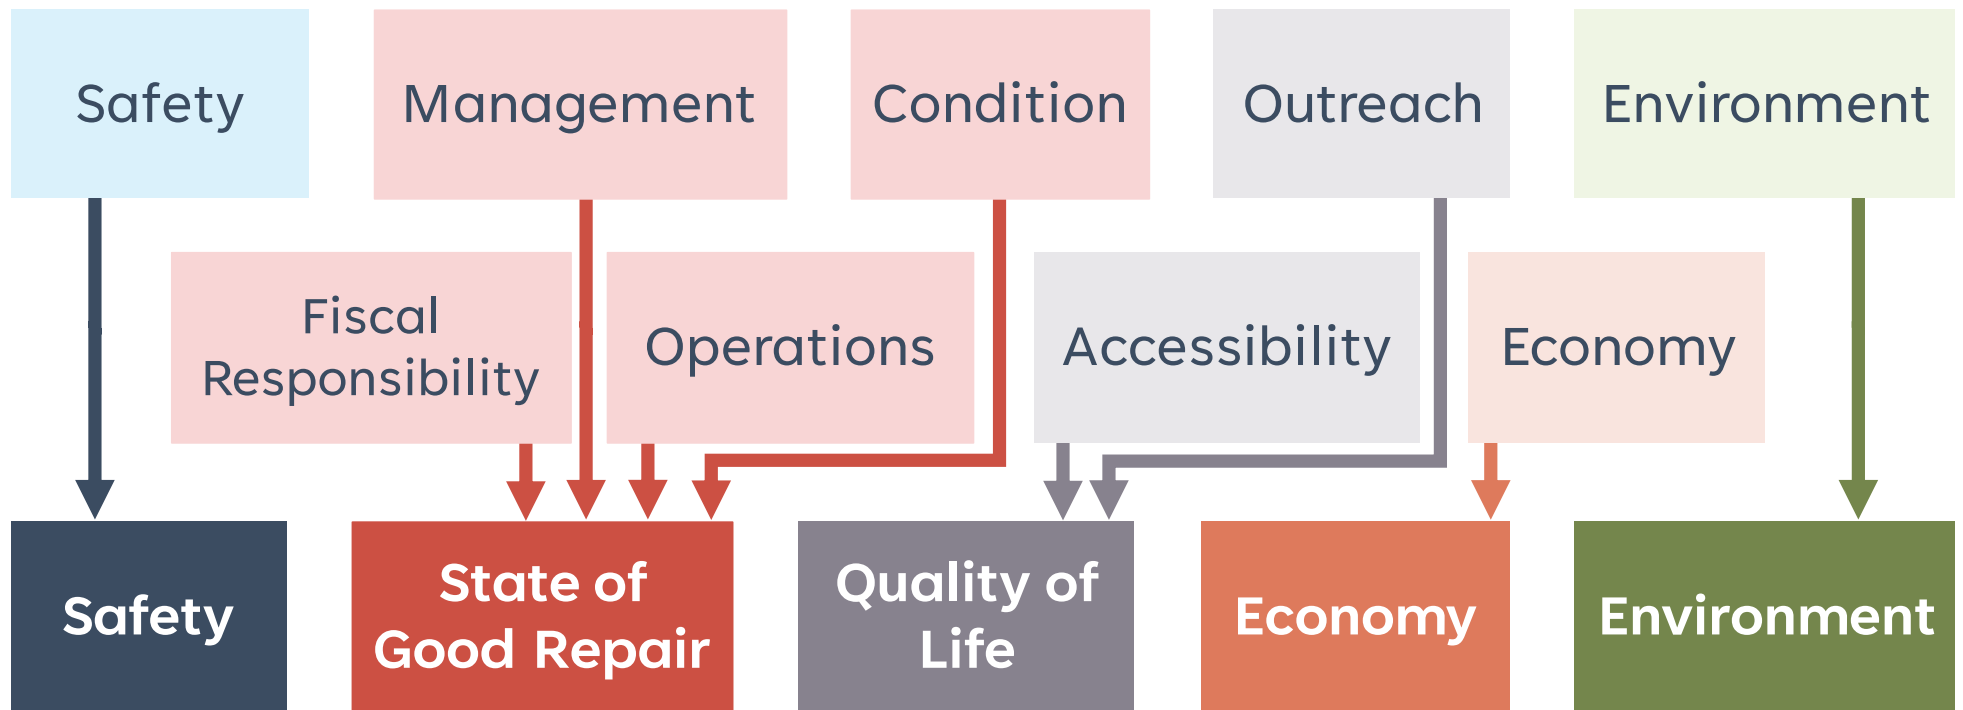 Safety
Management
Condition
Outreach
Environment
Fiscal
Responsibility
Operations
Accessibility
Economy
Safety
State of
Good Repair
Quality of
Life
Economy
Environment